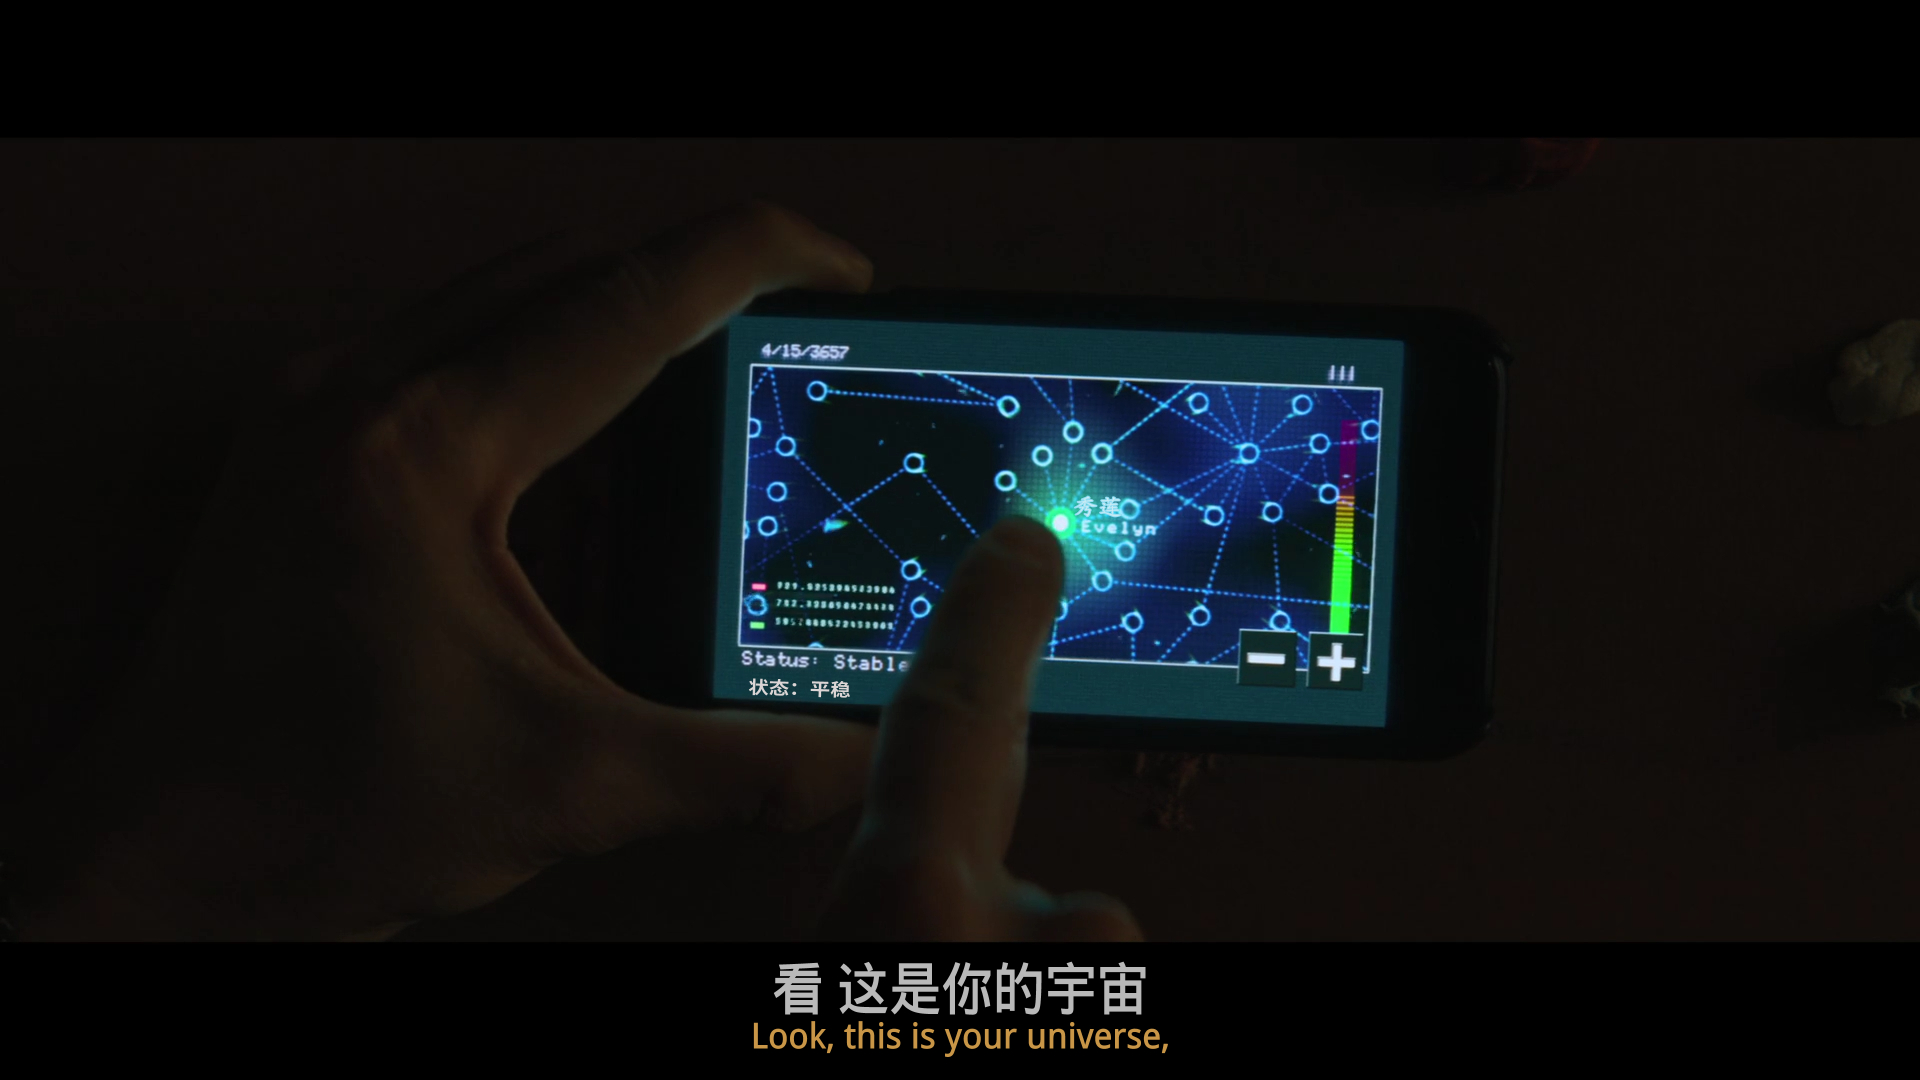 4/15/3657
秀莲
Evelyn
Status: Stable
状态：平稳
看 这是你的宇宙
Look, this is your universe,